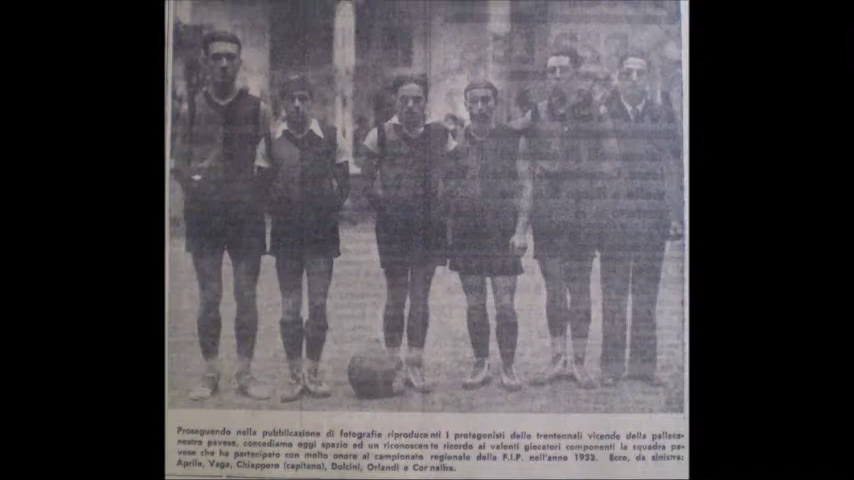 Proseguendo nella pubblicazione di fotografie riproducenti i protagonisti delle trentennali vicende della pallaca-
nestro pavese, concediamo oggi spazio ed un riconoscente ricordo ai valenti giocatori componenti la squadra pa-
vese che ha partecipato con molto onore al campionato regionale della F.I.P. nell'anno 1932. Ecco, da sinistra:
Aprile, Vaga, Chiappero (capitano), Dolcini, Orlandi e Cornalba.